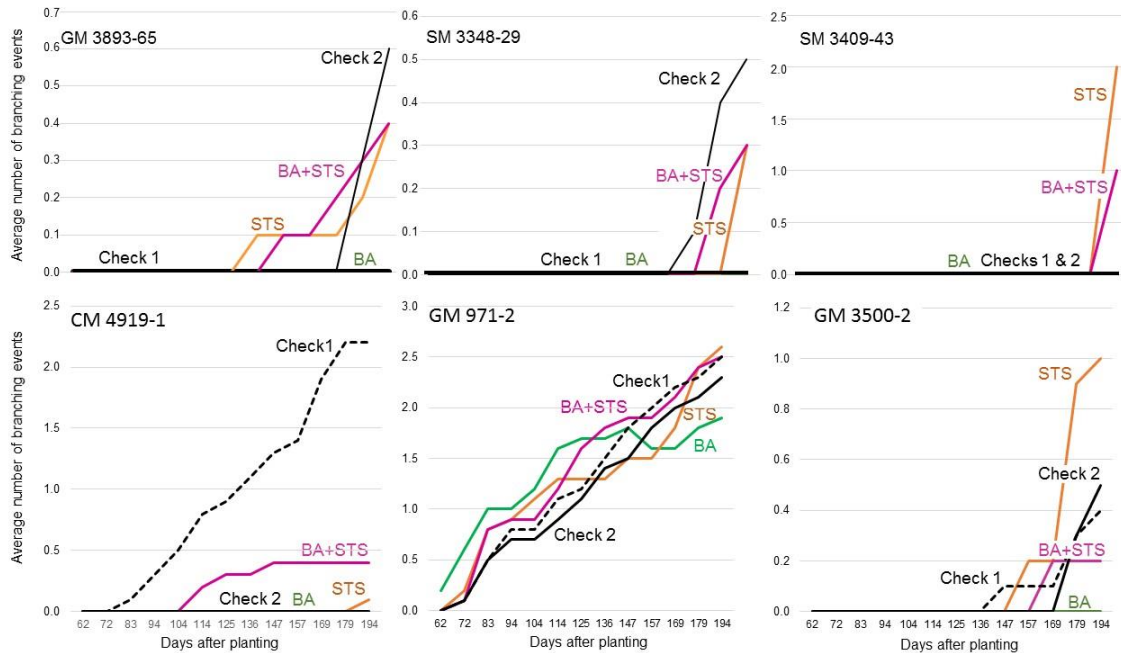 GM 3893-65
Average number of branching events
0.7
0.6
0.5
0.4
0.3
0.2
0.1
0.0
Check 2
BA+STS
STS
Check 1
BA
SM 3348-29
0.6
0.5
0.4
0.3
0.2
0.1
0.0
Check 2
BA+STS
STS
Check 1
BA
SM 3409-43
2.5
2.0
1.5
1.0
0.5
0.0
STS
BA+STS
BA
Checks 1 & 2
CM 4919-1
Average number of branching events
2.5
2.0
1.5
1.0
0.5
0.0
Check1
BA+STS
STS
Check 2
BA
62 72 83 94 104 114 125 136 147 157 169 179 194
Days after planting
GM 971-2
3.0
2.5
2.0
1.5
1.0
0.5
0.0
Check1
BA+STS
STS
BA
Check 2
62 72 83 94 104 114 125 136 147 157 169 179 194
Days after planting
GM 3500-2
1.2
1.0
0.8
0.6
0.4
0.2
0.0
STS
Check 2
BA+STS
Check 1
BA
62 72 83 94 104 114 125 136 147 157 169 179 194
Days after planting